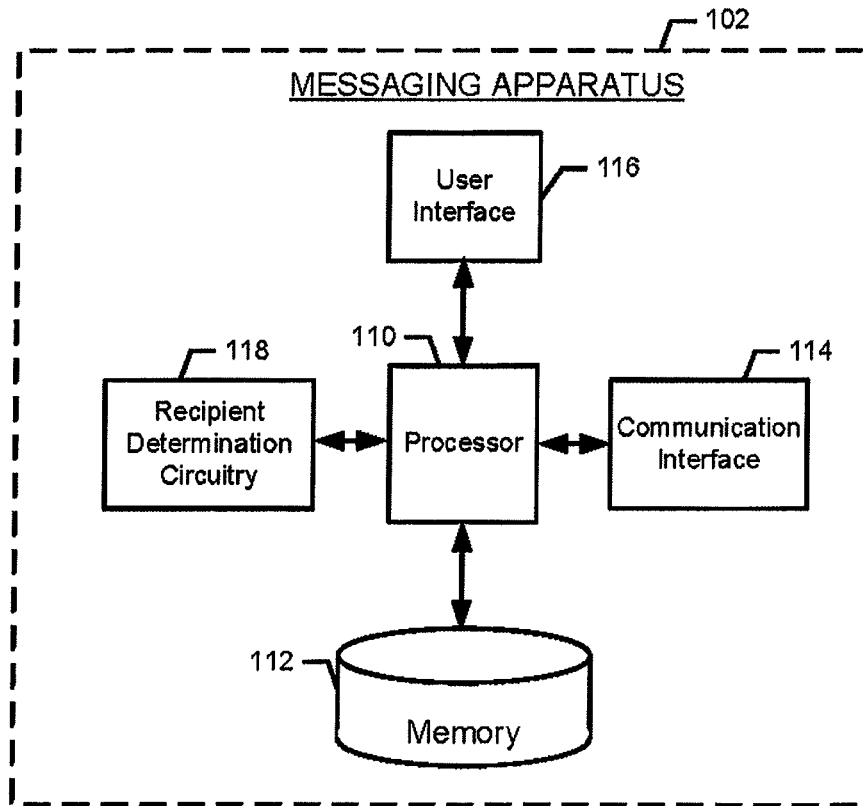 102
MESSAGING APPARATUS
User
Interface
116
110
118
114
Recipient
Determination
Circuitry
Processor
Communication
Interface
112
Memory